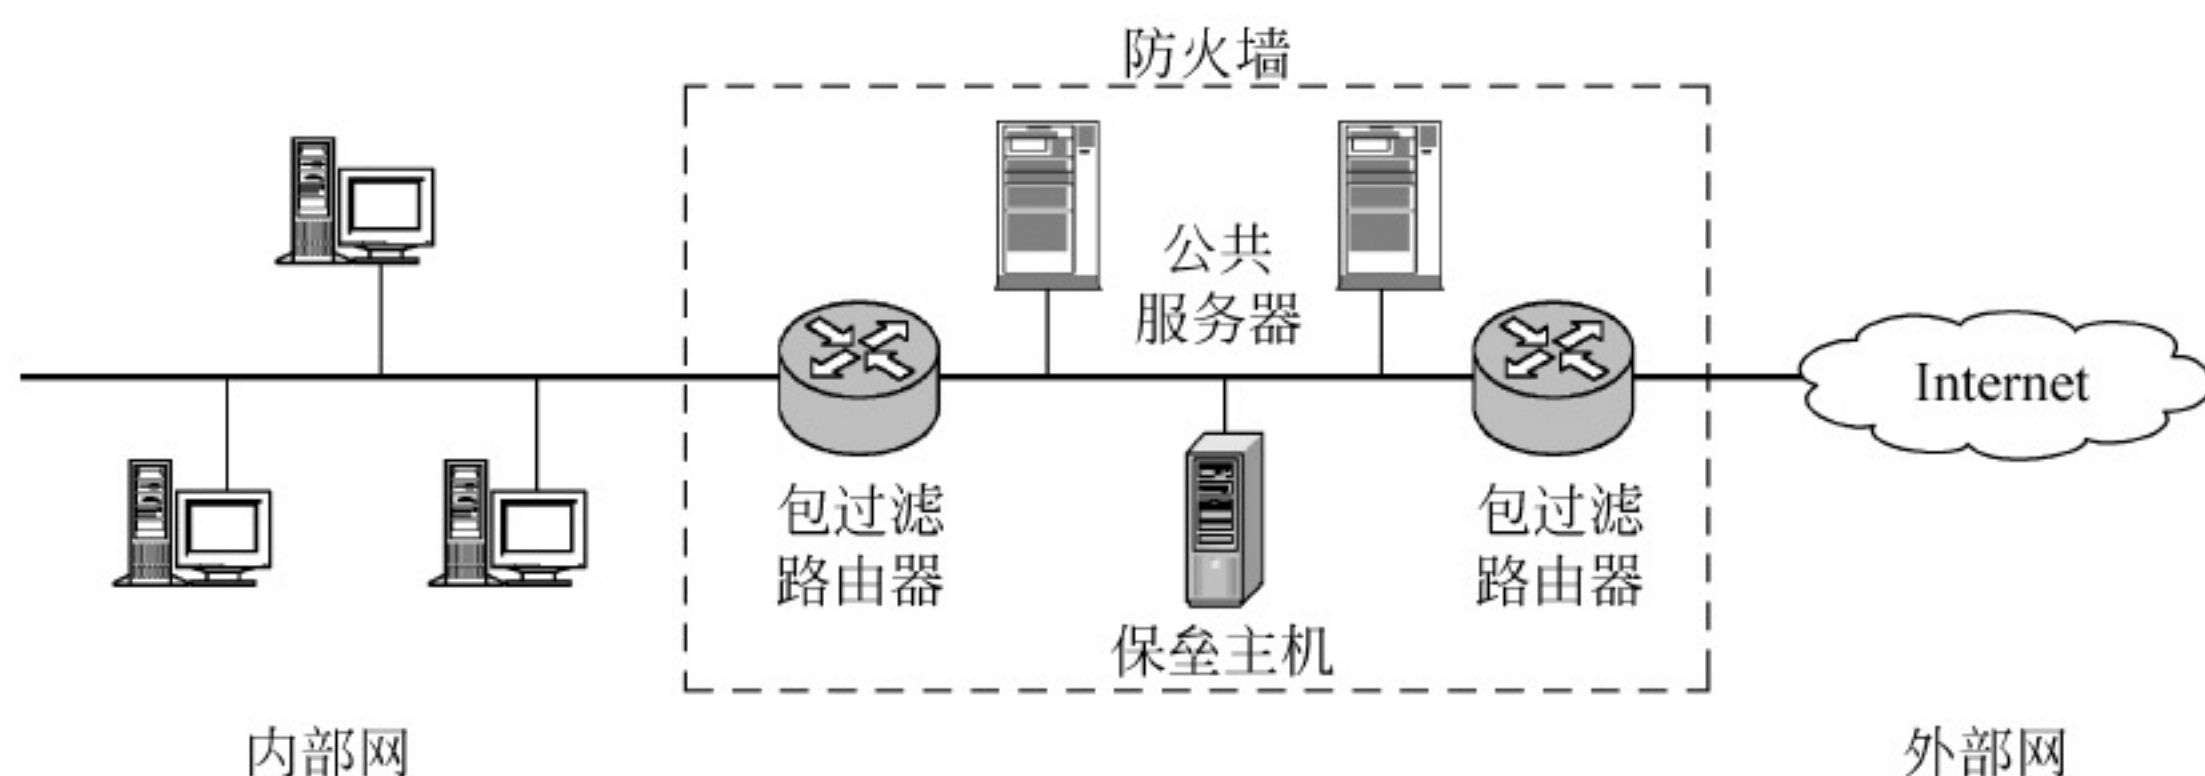 防火墙
公共
服务器
Internet
包过滤
路由器
包过滤
路由器
保垒主机
内部网
外部网